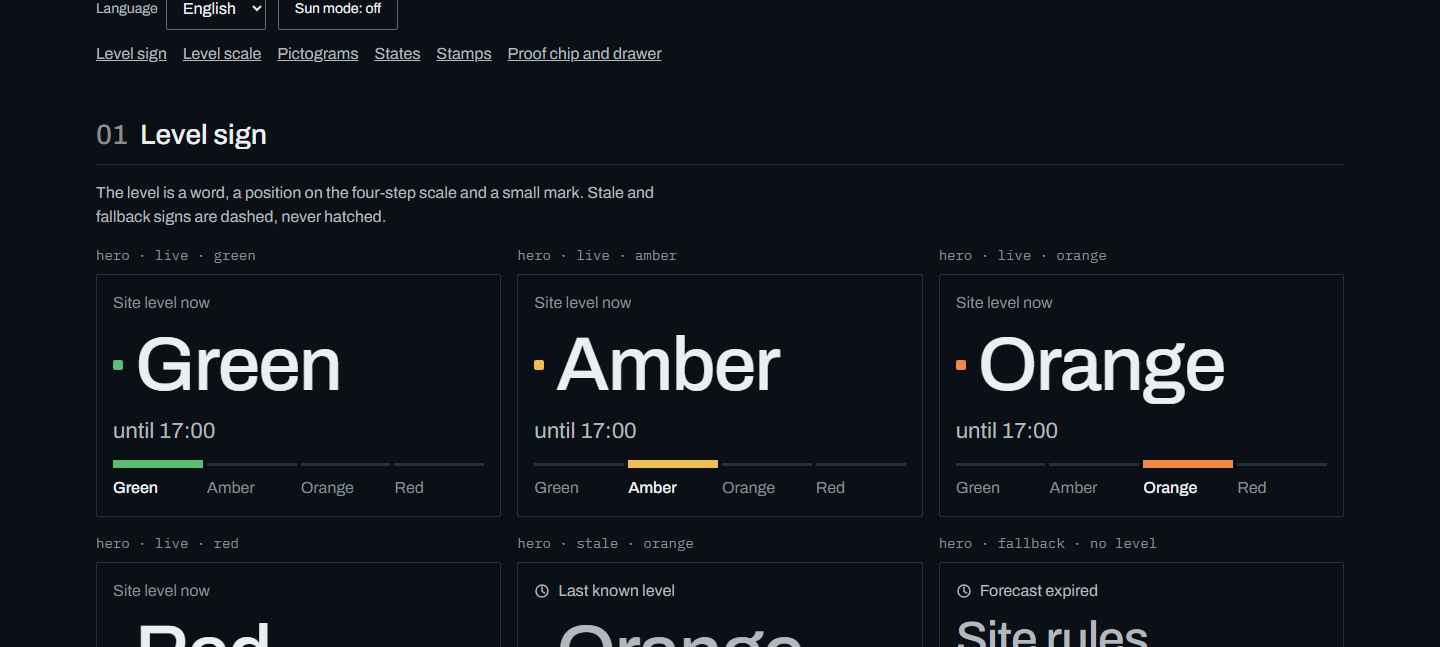 Language English Sun mode: off
Level sign Level scale Pictograms States Stamps Proof chip and drawer
01 Level sign
The level is a word, a position on the four-step scale and a small mark. Stale and
fallback signs are dashed, never hatched.
hero · live · green
Site level now
Green
until 17:00
Green Amber Orange Red
hero · live · amber
Site level now
Amber
until 17:00
Green Amber Orange Red
hero · live · orange
Site level now
Orange
until 17:00
Green Amber Orange Red
hero · live · red
Site level now
Red
hero · stale · orange
Last known level
Orange
hero · fallback · no level
Forecast expired
Site rules